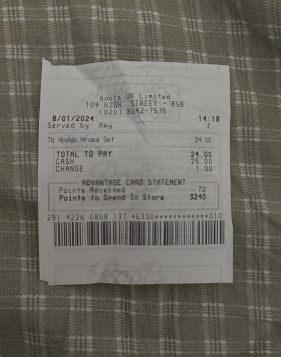 Boots UK Limited
109 HIGH STREET - 858
(020) 8642-7576
8/01/2024 14:18
Served by: Amy £
Tb Hndgb Set 24.00
TOTAL TO PAY 24.00
CASH 25.00
CHANGE 1.00
ADVANTAGE CARD STATEMENT
Points Received 72
Points to Spend In Store 3240
291 4226 0858 137 *6330************010